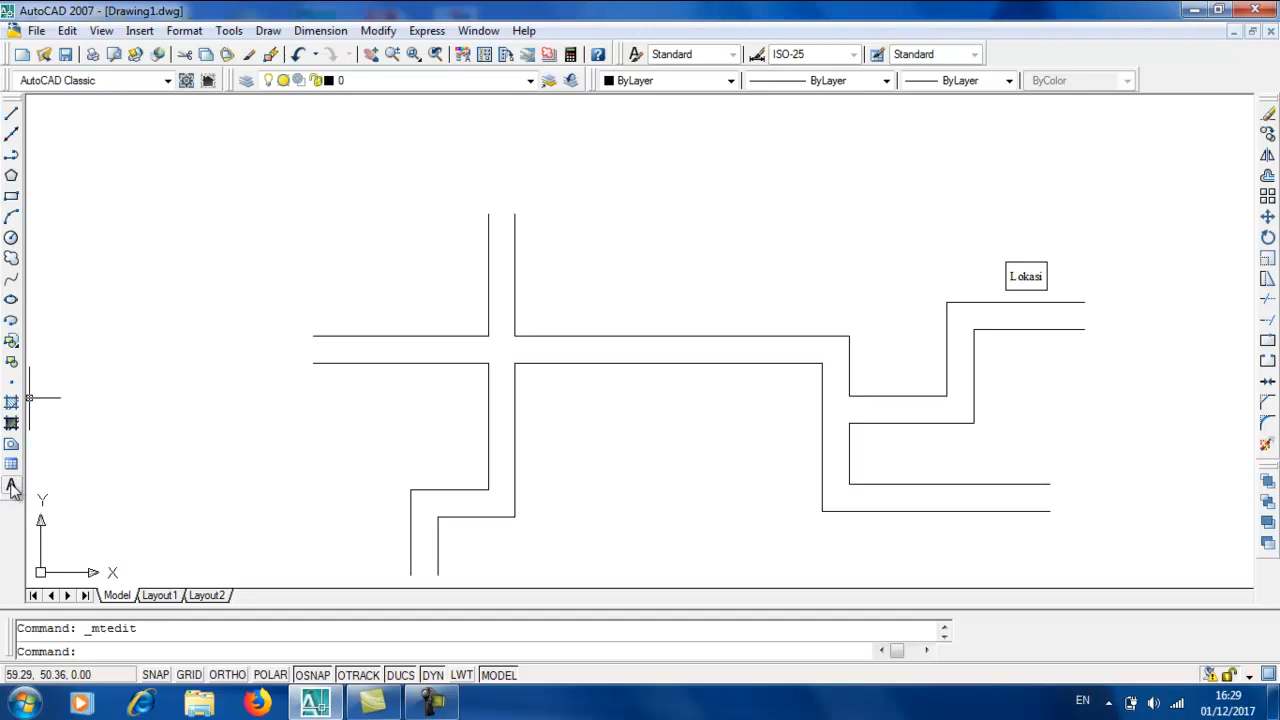 AutoCAD 2007 - [Drawing1.dwg]
File Edit View Insert Format Tools Draw Dimension Modify Express Window Help
Standard ISO-25 Standard
AutoCAD Classic 0 ByLayer ByLayer ByLayer ByColor
Lokasi
Y
X
Model Layout1 Layout2
Command: _mtedit
Command:
59.29, 50.36, 0.00 SNAP GRID ORTHO POLAR OSNAP OTRACK DUCS DYN LWT MODEL
EN 16:29
01/12/2017